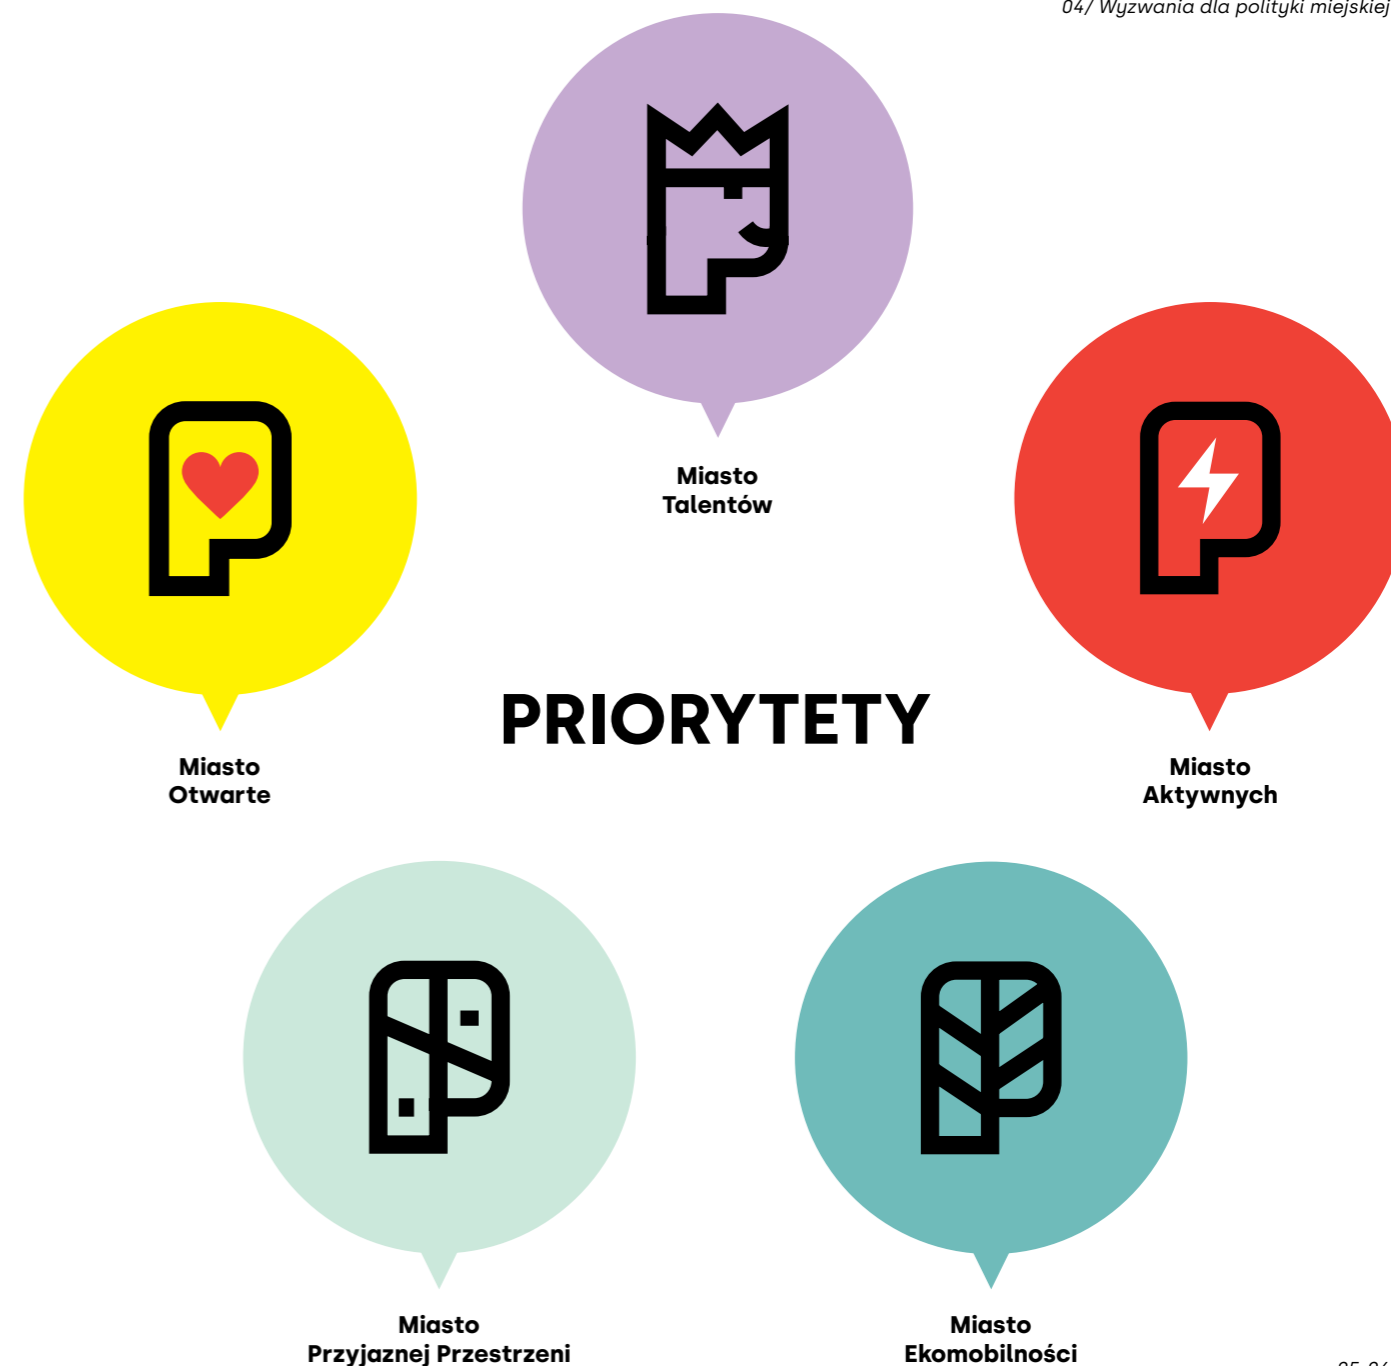 04/ Wyzwania dla polityki miejskiej
Miasto
Talentów
Miasto
Otwarte
PRIORYTETY
Miasto
Aktywnych
Miasto
Przyjaznej Przestrzeni
Miasto
Ekomobilności